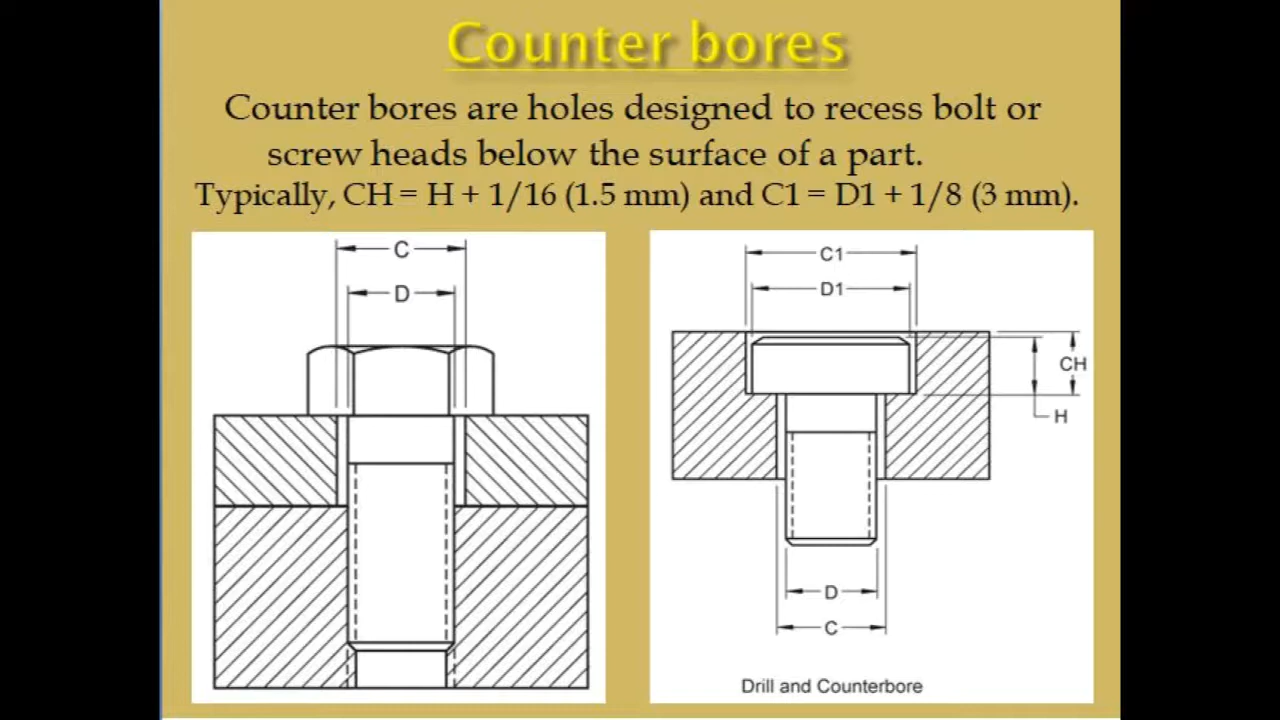 Counter bores
Counter bores are holes designed to recess bolt or
screw heads below the surface of a part.
Typically, CH = H + 1/16 (1.5 mm) and C1 = D1 + 1/8 (3 mm).
C
D
C1
D1
CH
H
D
C
Drill and Counterbore